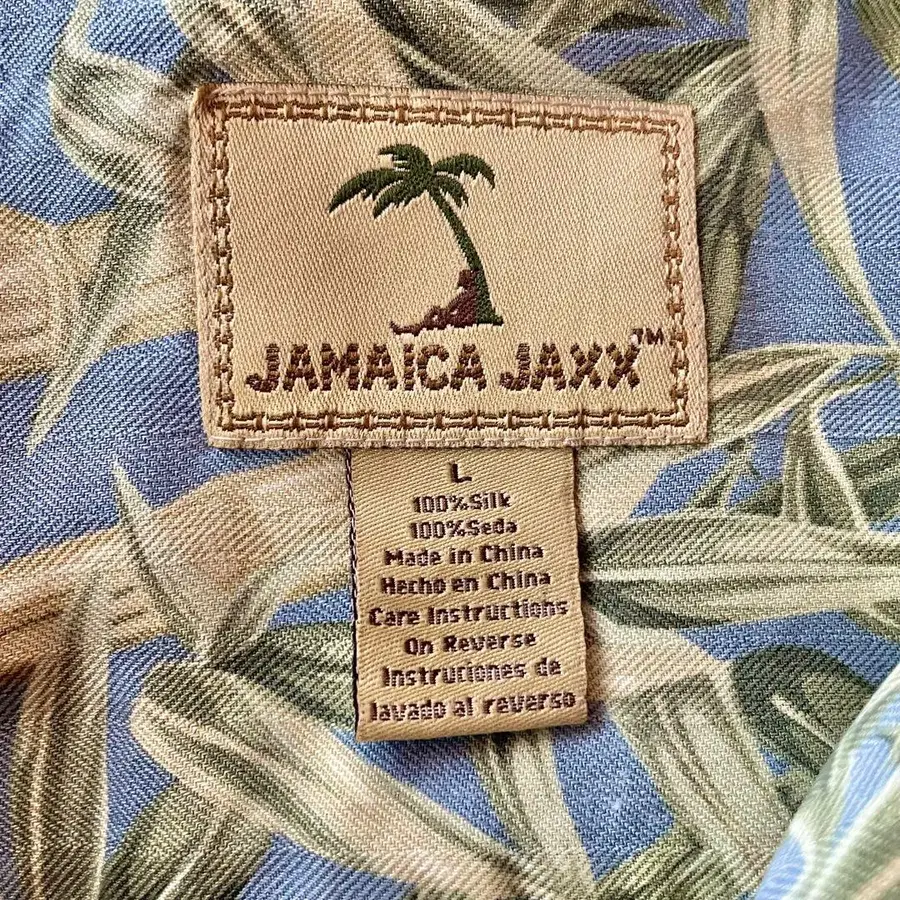 JAMAICA JAXX™
L
100%Silk
100%Seda
Made in China
Hecho en China
Care Instructions
On Reverse
Instruciones de
lavado al reverso